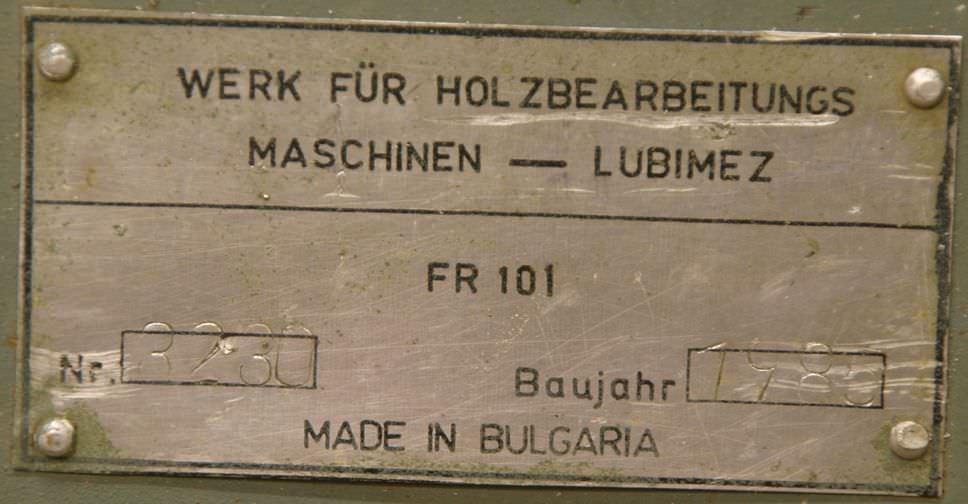 WERK FÜR HOLZBEARBEITUNGS
MASCHINEN — LUBIMEZ
FR 101
Nr. 3230
Baujahr
MADE IN BULGARIA